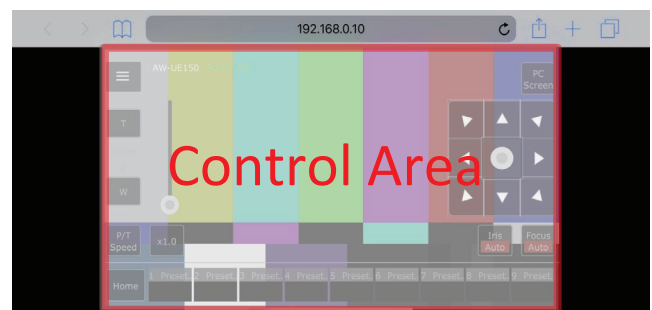 192.168.0.10
AW-UE150
PC
Screen
T
Control Area
W
P/T
Speed
x1.0
Iris
Auto
Focus
Auto
1 Preset. 2 Preset. 3 Preset. 4 Preset. 5 Preset. 6 Preset. 7 Preset. 8 Preset. 9 Preset.
Home